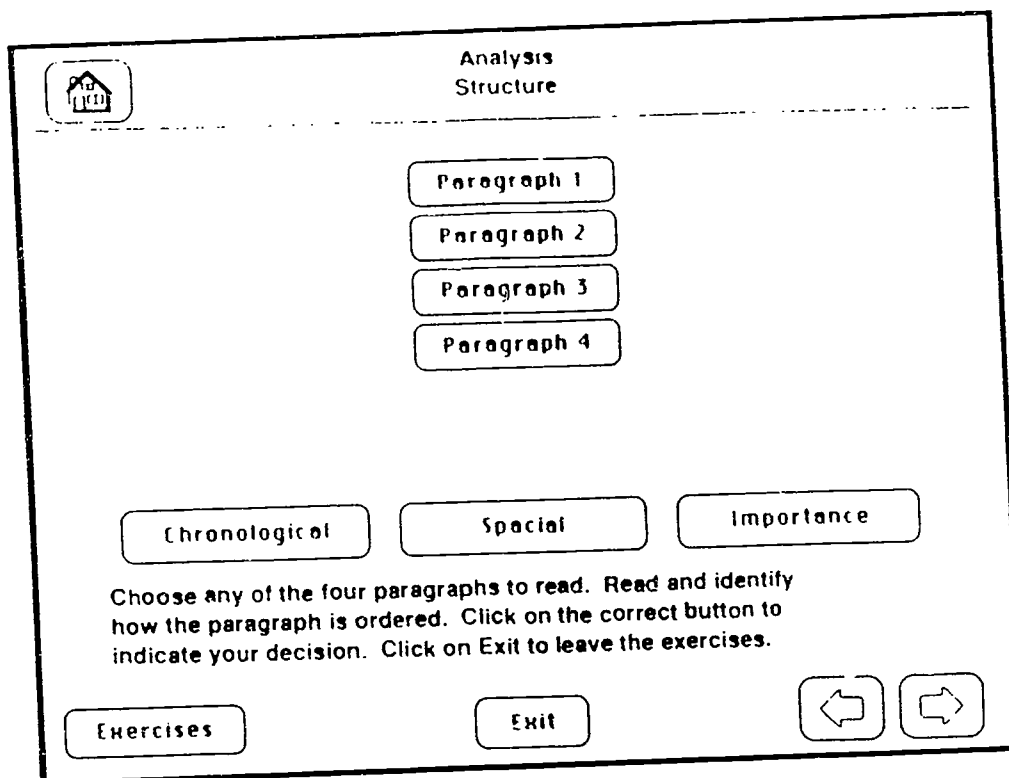 Analysis
Structure
Paragraph 1
Paragraph 2
Paragraph 3
Paragraph 4
Chronological
Spacial
Importance
Choose any of the four paragraphs to read. Read and identify
how the paragraph is ordered. Click on the correct button to
indicate your decision. Click on Exit to leave the exercises.
Exercises
Exit